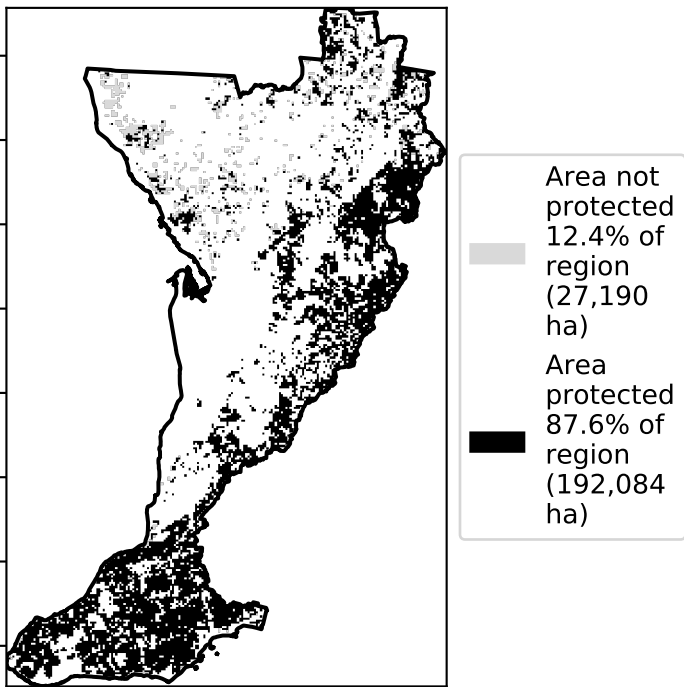 Area not
protected
12.4% of
region
(27,190
ha)
Area
protected
87.6% of
region
(192,084
ha)